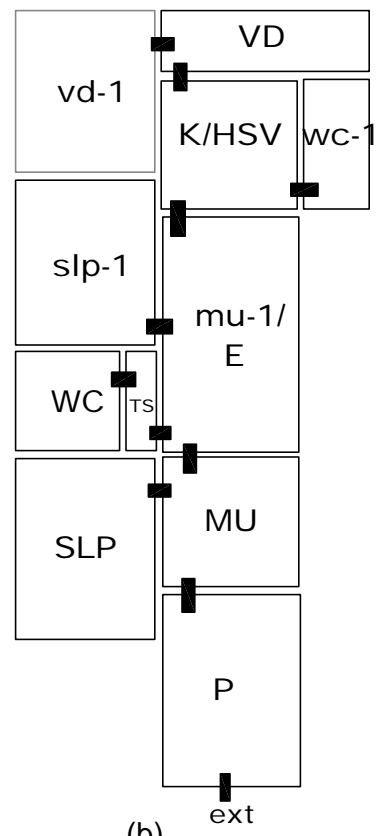 VD
vd-1
K/HSV
wc-1
slp-1
mu-1/
E
WC
TS
MU
SLP
P
ext
(b)